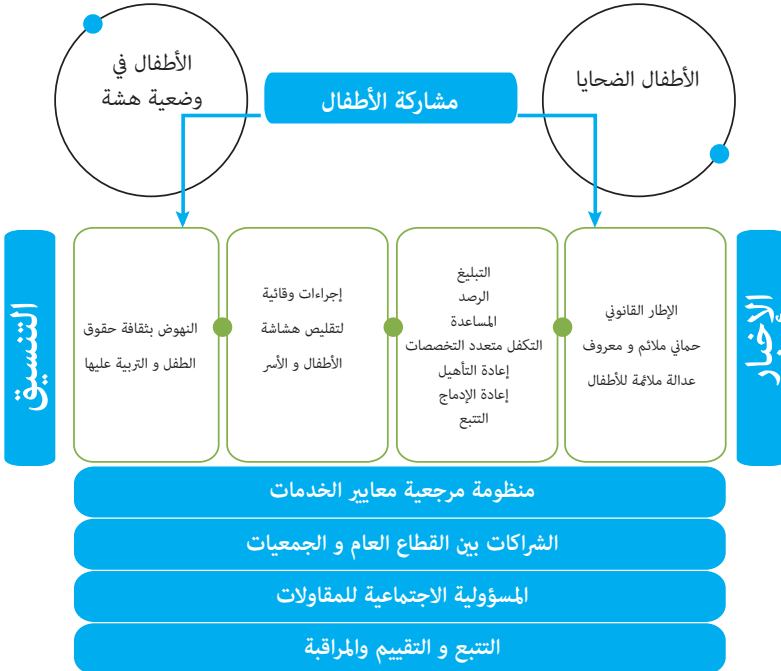 الأطفال الضحايا
الأطفال في
وضعية هشة
مشاركة الأطفال
الإخبار
الإطار القانوني
حمائي ملائم و معروف
عدالة ملائمة للأطفال
التبليغ
الرصد
المساعدة
التكفل متعدد التخصصات
إعادة التأهيل
إعادة الإدماج
التتبع
إجراءات وقائية
لتقليص هشاشة
الأطفال و الأسر
النهوض بثقافة حقوق
الطفل و التربية عليها
التنسيق
منظومة مرجعية معايير الخدمات
الشراكات بين القطاع العام و الجمعيات
المسؤولية الاجتماعية للمقاولات
التتبع و التقييم والمراقبة